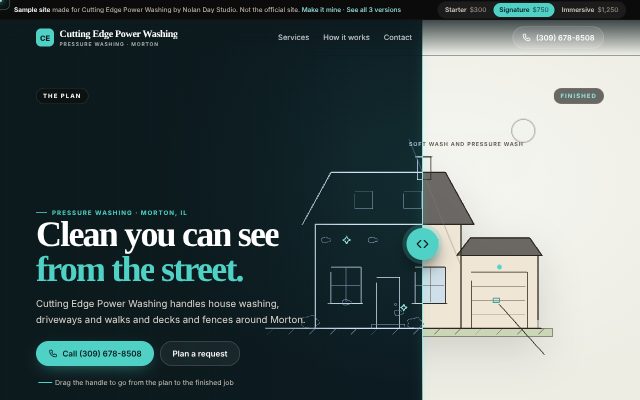 Sample site made for Cutting Edge Power Washing by Nolan Day Studio. Not the official site. Make it mine · See all 3 versions
Starter $300 Signature $750 Immersive $1,250
CE Cutting Edge Power Washing
PRESSURE WASHING · MORTON
Services How it works Contact
(309) 678-8508
THE PLAN
FINISHED
SOFT WASH AND PRESSURE WASH
PRESSURE WASHING · MORTON, IL
Clean you can see
from the street.
Cutting Edge Power Washing handles house washing,
driveways and walks and decks and fences around Morton.
Call (309) 678-8508
Plan a request
Drag the handle to go from the plan to the finished job